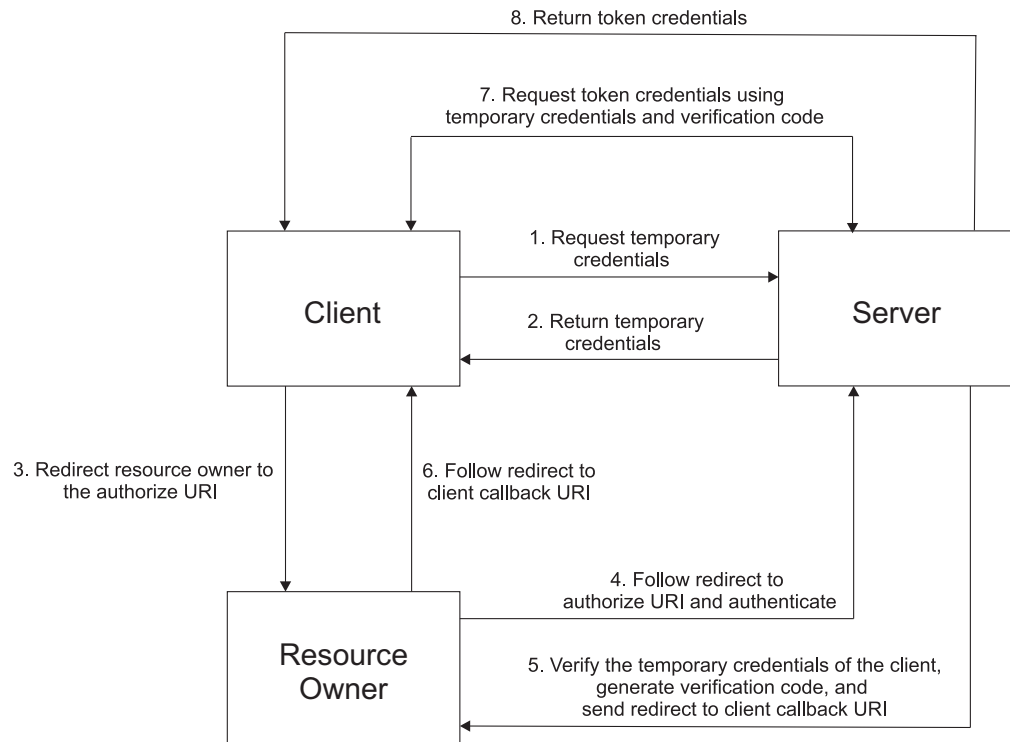 8. Return token credentials
7. Request token credentials using
temporary credentials and verification code
1. Request temporary
credentials
Client
Server
2. Return temporary
credentials
3. Redirect resource owner to
the authorize URI
6. Follow redirect to
client callback URI
4. Follow redirect to
authorize URI and authenticate
Resource
Owner
5. Verify the temporary credentials of the client,
generate verification code, and
send redirect to client callback URI